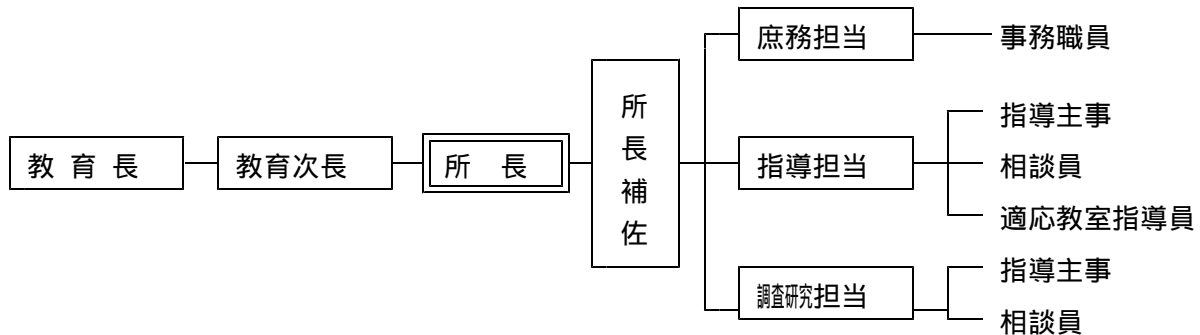 教育長
教育次長
所長
所長補佐
庶務担当
事務職員
指導担当
指導主事
相談員
適応教室指導員
調査研究担当
指導主事
相談員